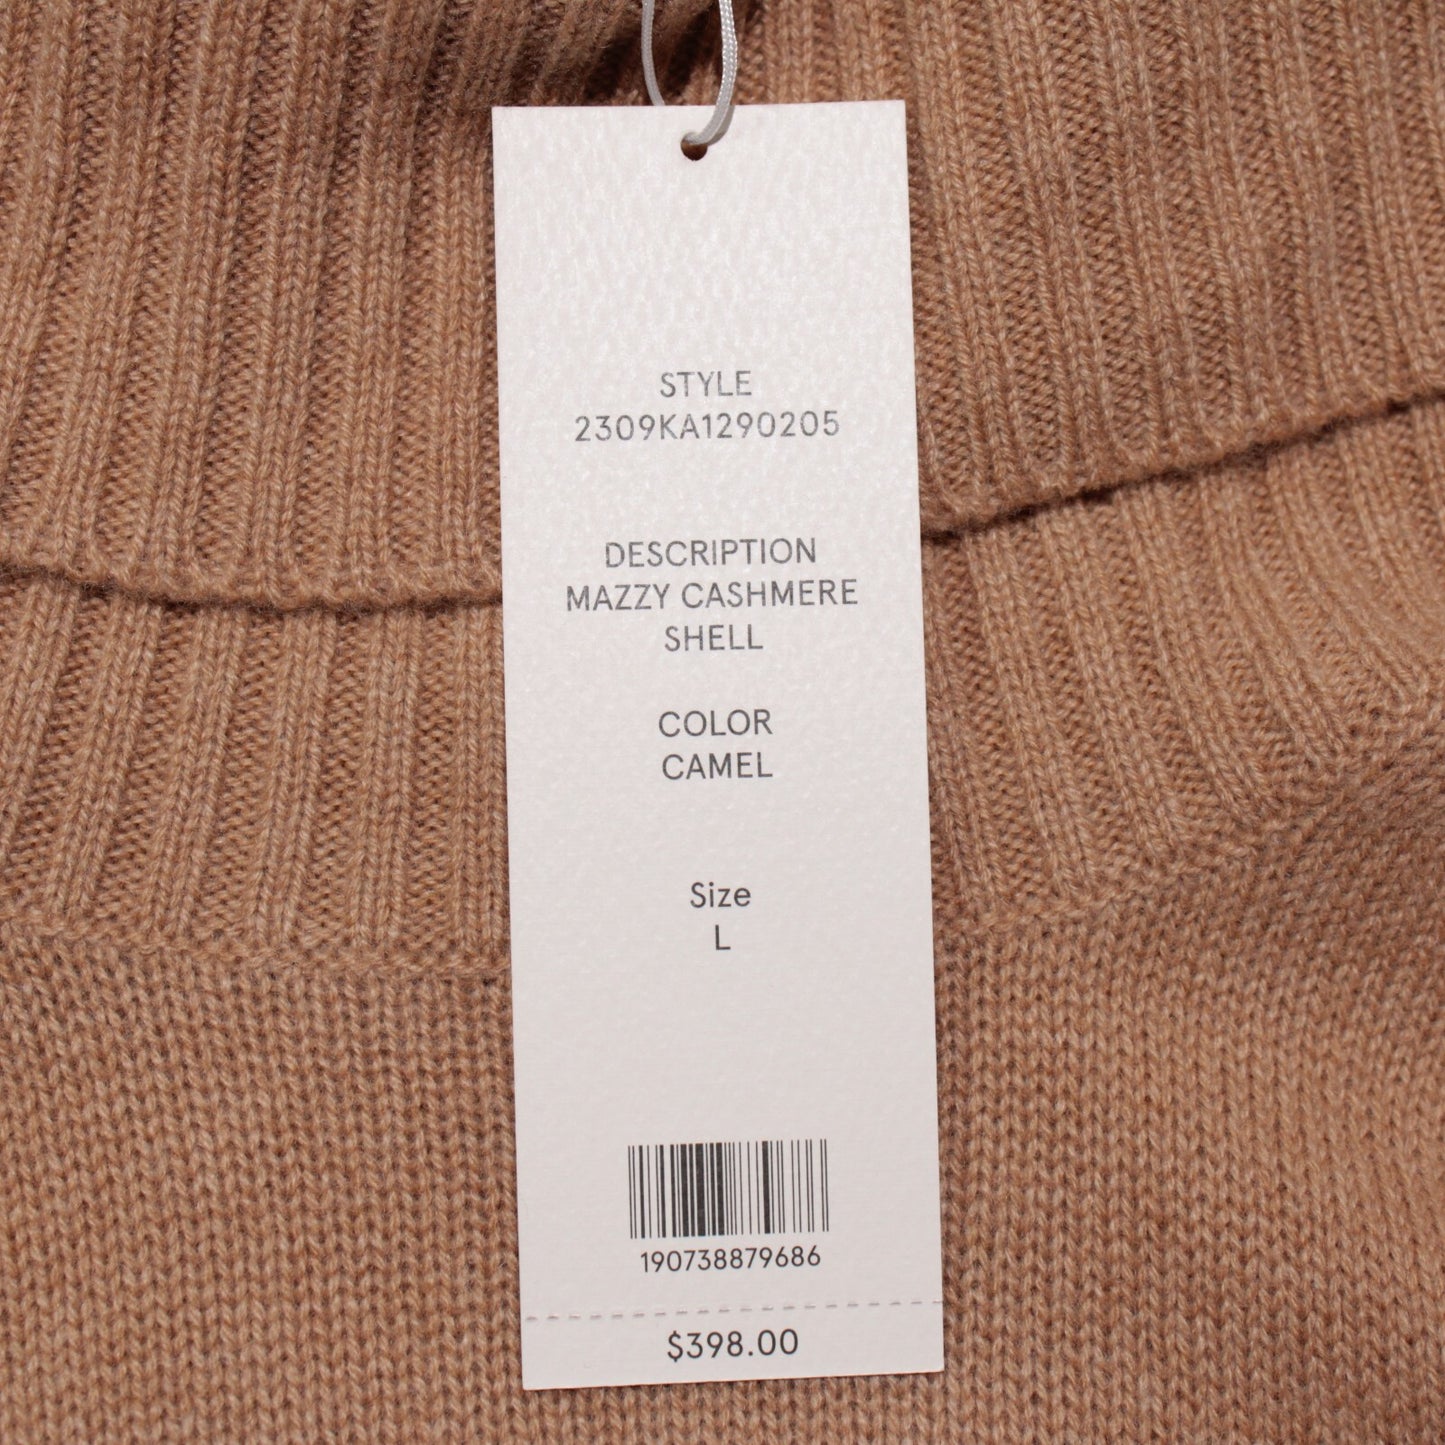 STYLE
2309KA1290205
DESCRIPTION
MAZZY CASHMERE
SHELL
COLOR
CAMEL
Size
L
190738879686
$398.00